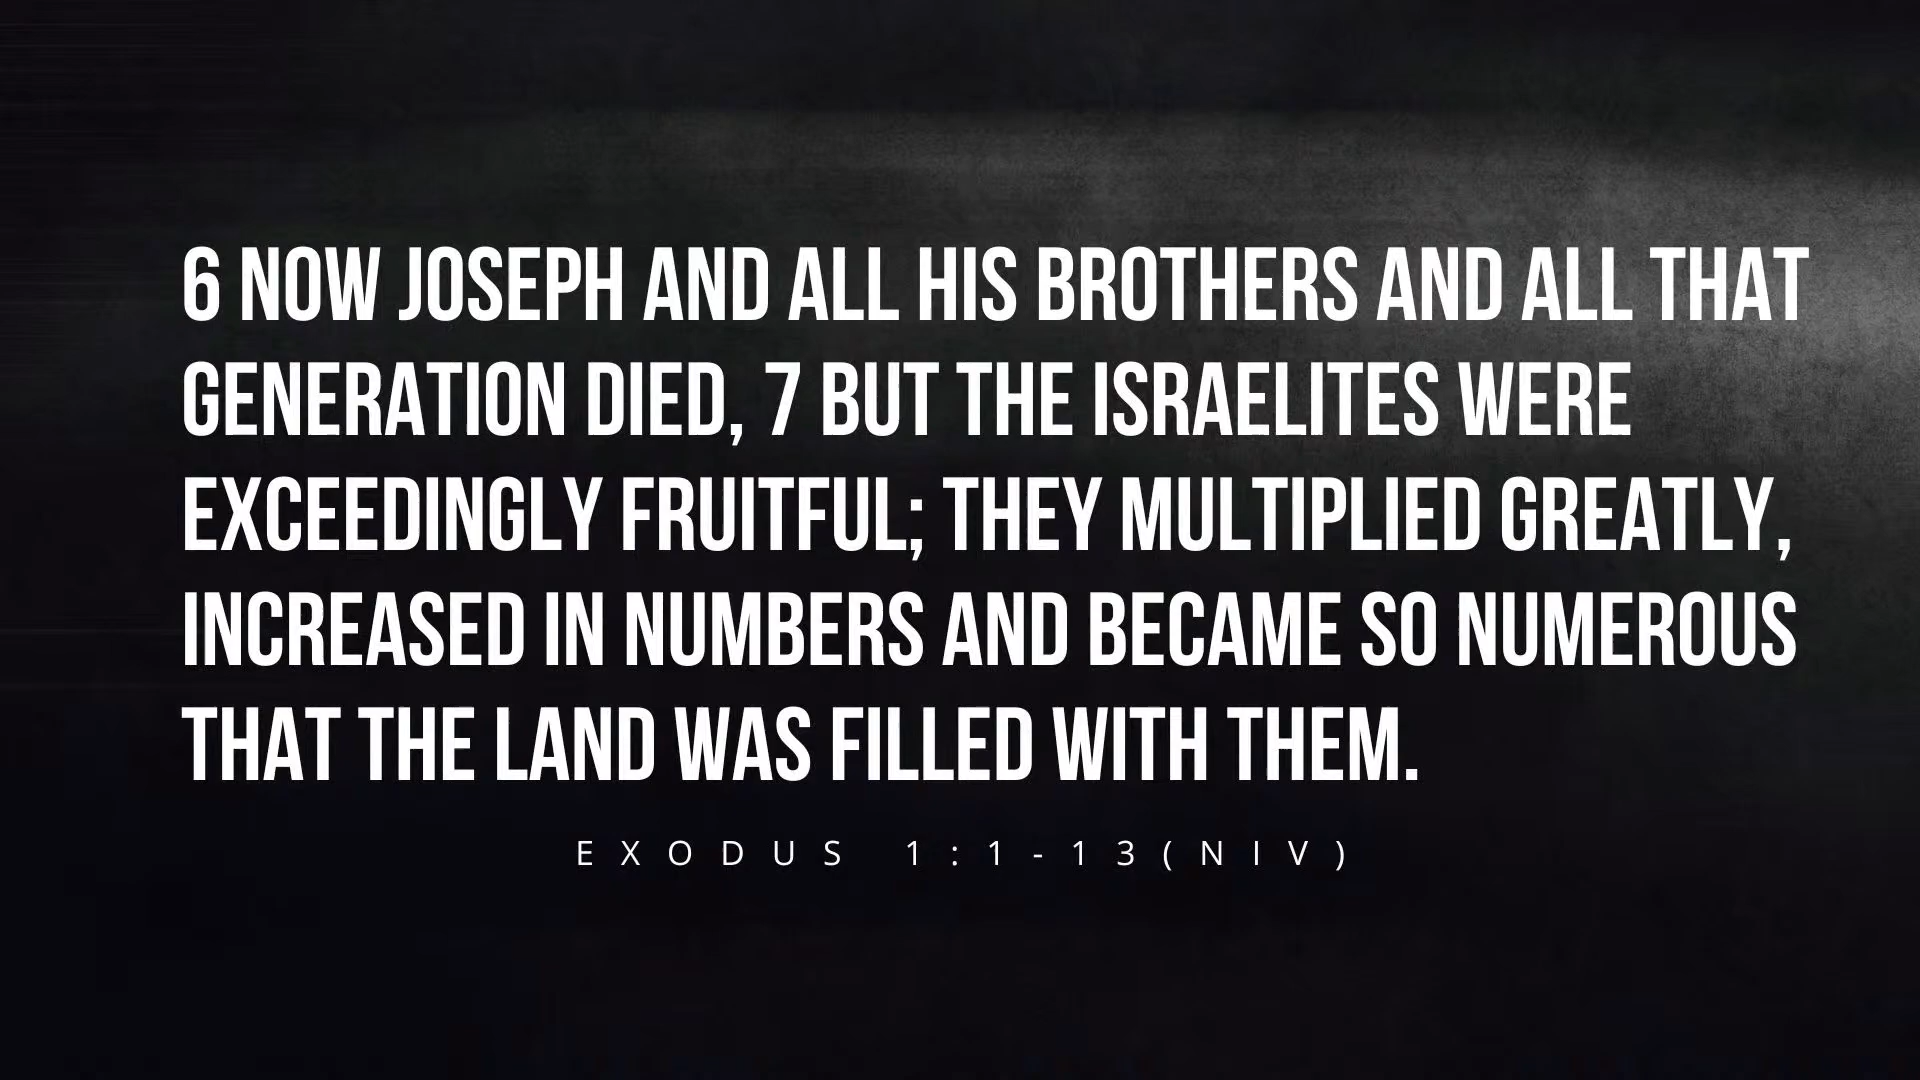 6 NOW JOSEPH AND ALL HIS BROTHERS AND ALL THAT
GENERATION DIED, 7 BUT THE ISRAELITES WERE
EXCEEDINGLY FRUITFUL; THEY MULTIPLIED GREATLY,
INCREASED IN NUMBERS AND BECAME SO NUMEROUS
THAT THE LAND WAS FILLED WITH THEM.
EXODUS 1:1-13(NIV)